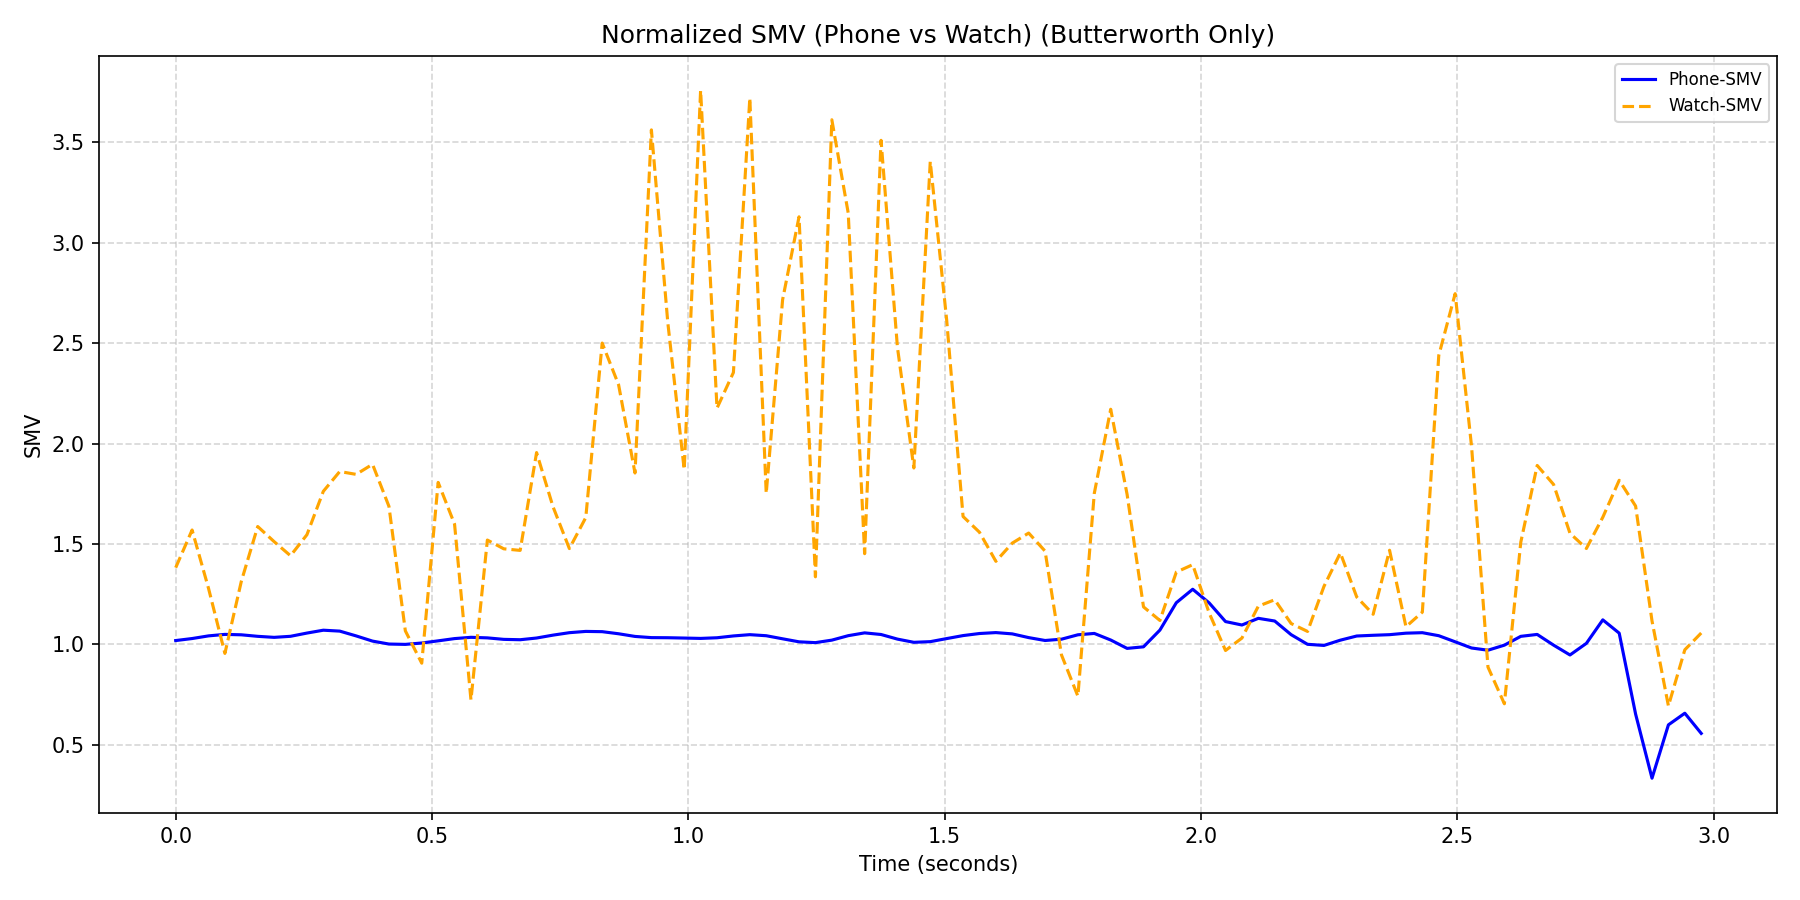 Normalized SMV (Phone vs Watch) (Butterworth Only)
Phone-SMV
Watch-SMV
SMV
3.5
3.0
2.5
2.0
1.5
1.0
0.5
0.0 0.5 1.0 1.5 2.0 2.5 3.0
Time (seconds)